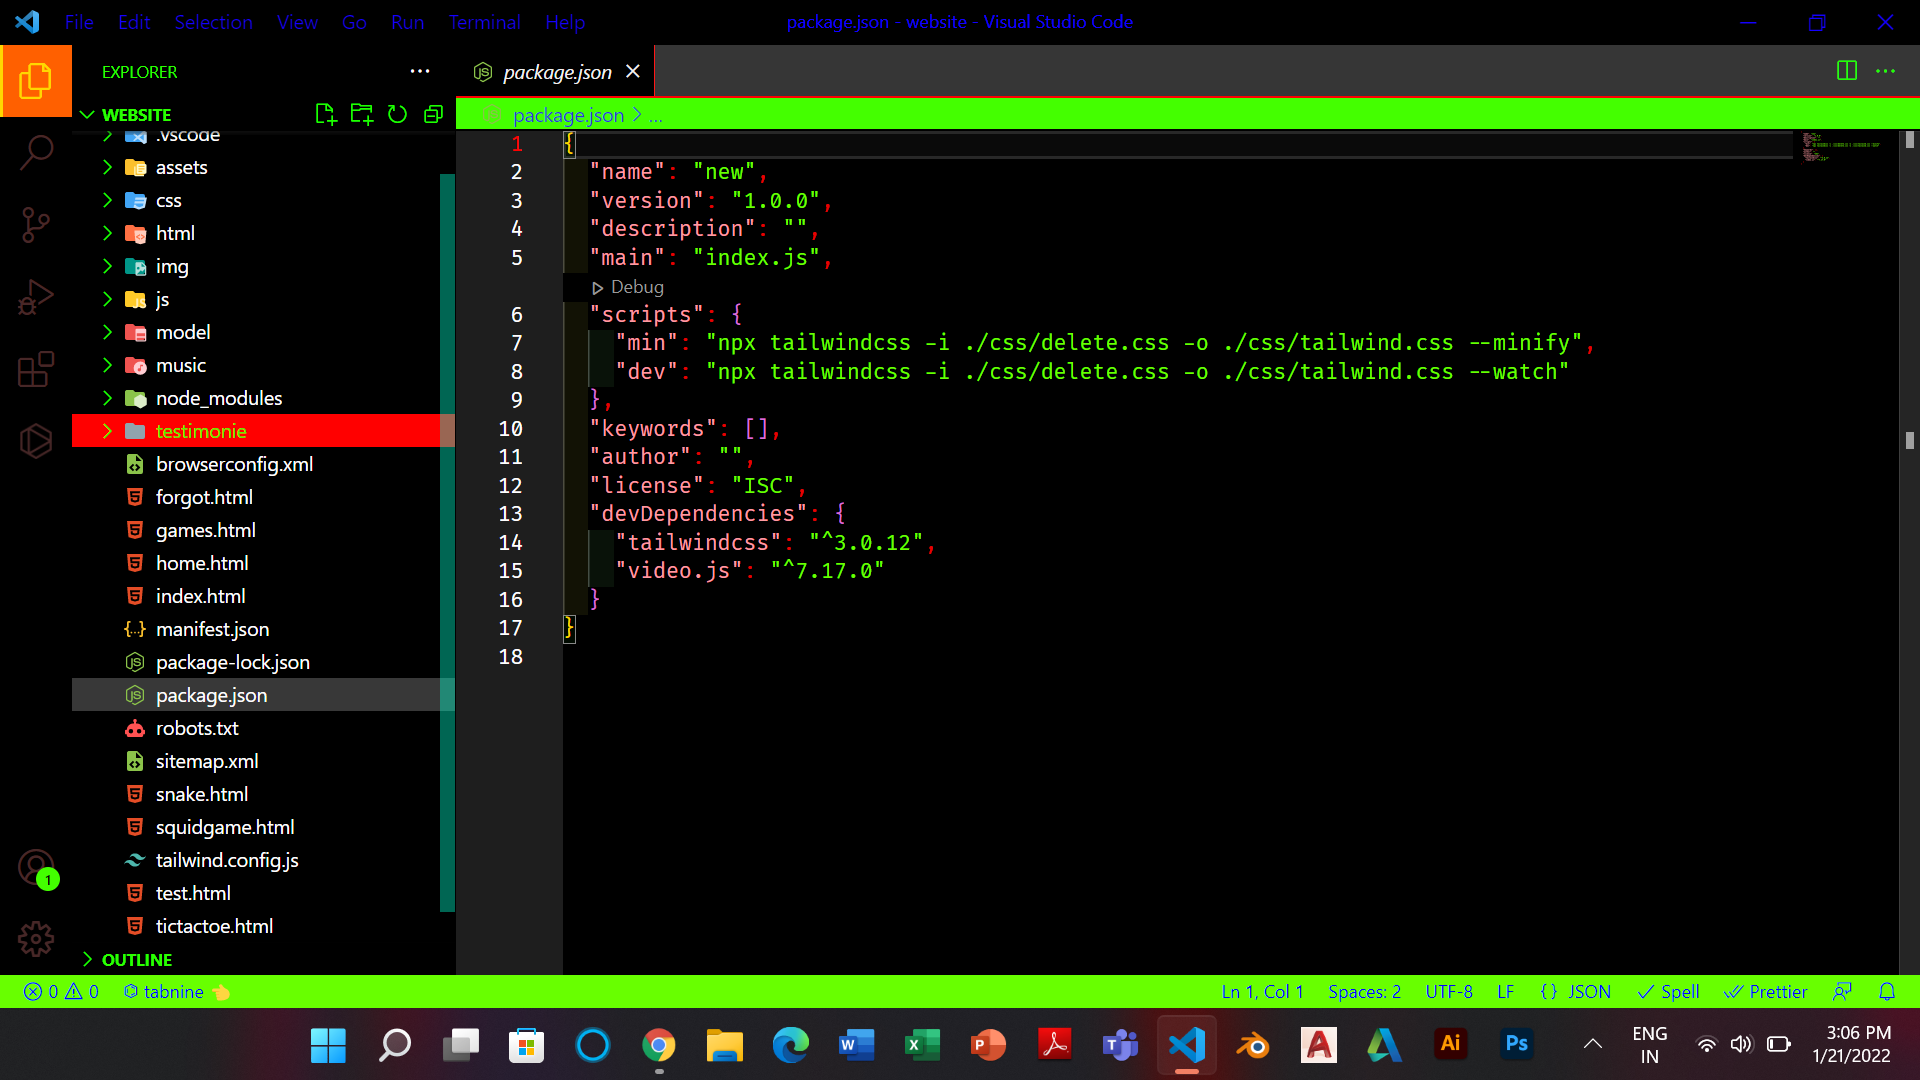 File Edit Selection View Go Run Terminal Help package.json - website - Visual Studio Code
EXPLORER
package.json
WEBSITE
package.json > ...
.vscode
assets
css
html
img
js
model
music
node_modules
testimonie
browserconfig.xml
forgot.html
games.html
home.html
index.html
manifest.json
package-lock.json
package.json
robots.txt
sitemap.xml
snake.html
squidgame.html
tailwind.config.js
test.html
tictactoe.html
OUTLINE
1
1 {
2 "name": "new",
3 "version": "1.0.0",
4 "description": "",
5 "main": "index.js",
Debug
6 "scripts": {
7 "min": "npx tailwindcss -i ./css/delete.css -o ./css/tailwind.css --minify",
8 "dev": "npx tailwindcss -i ./css/delete.css -o ./css/tailwind.css --watch"
9 },
10 "keywords": [],
11 "author": "",
12 "license": "ISC",
13 "devDependencies": {
14 "tailwindcss": "^3.0.12",
15 "video.js": "^7.17.0"
16 }
17 }
18
0 0 tabnine Ln 1, Col 1 Spaces: 2 UTF-8 LF {} JSON Spell Prettier
ENG
IN
3:06 PM
1/21/2022